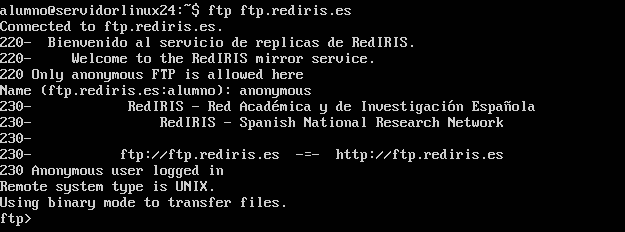 alumno@servidorlinux24:~$ ftp ftp.rediris.es
Connected to ftp.rediris.es.
220-  Bienvenido al servicio de replicas de RedIRIS.
220-     Welcome to the RedIRIS mirror service.
220 Only anonymous FTP is allowed here
Name (ftp.rediris.es:alumno): anonymous
230-            RedIRIS - Red Académica y de Investigación Española
230-                RedIRIS - Spanish National Research Network
230-
230-           ftp://ftp.rediris.es  -=-  http://ftp.rediris.es
230 Anonymous user logged in
Remote system type is UNIX.
Using binary mode to transfer files.
ftp>